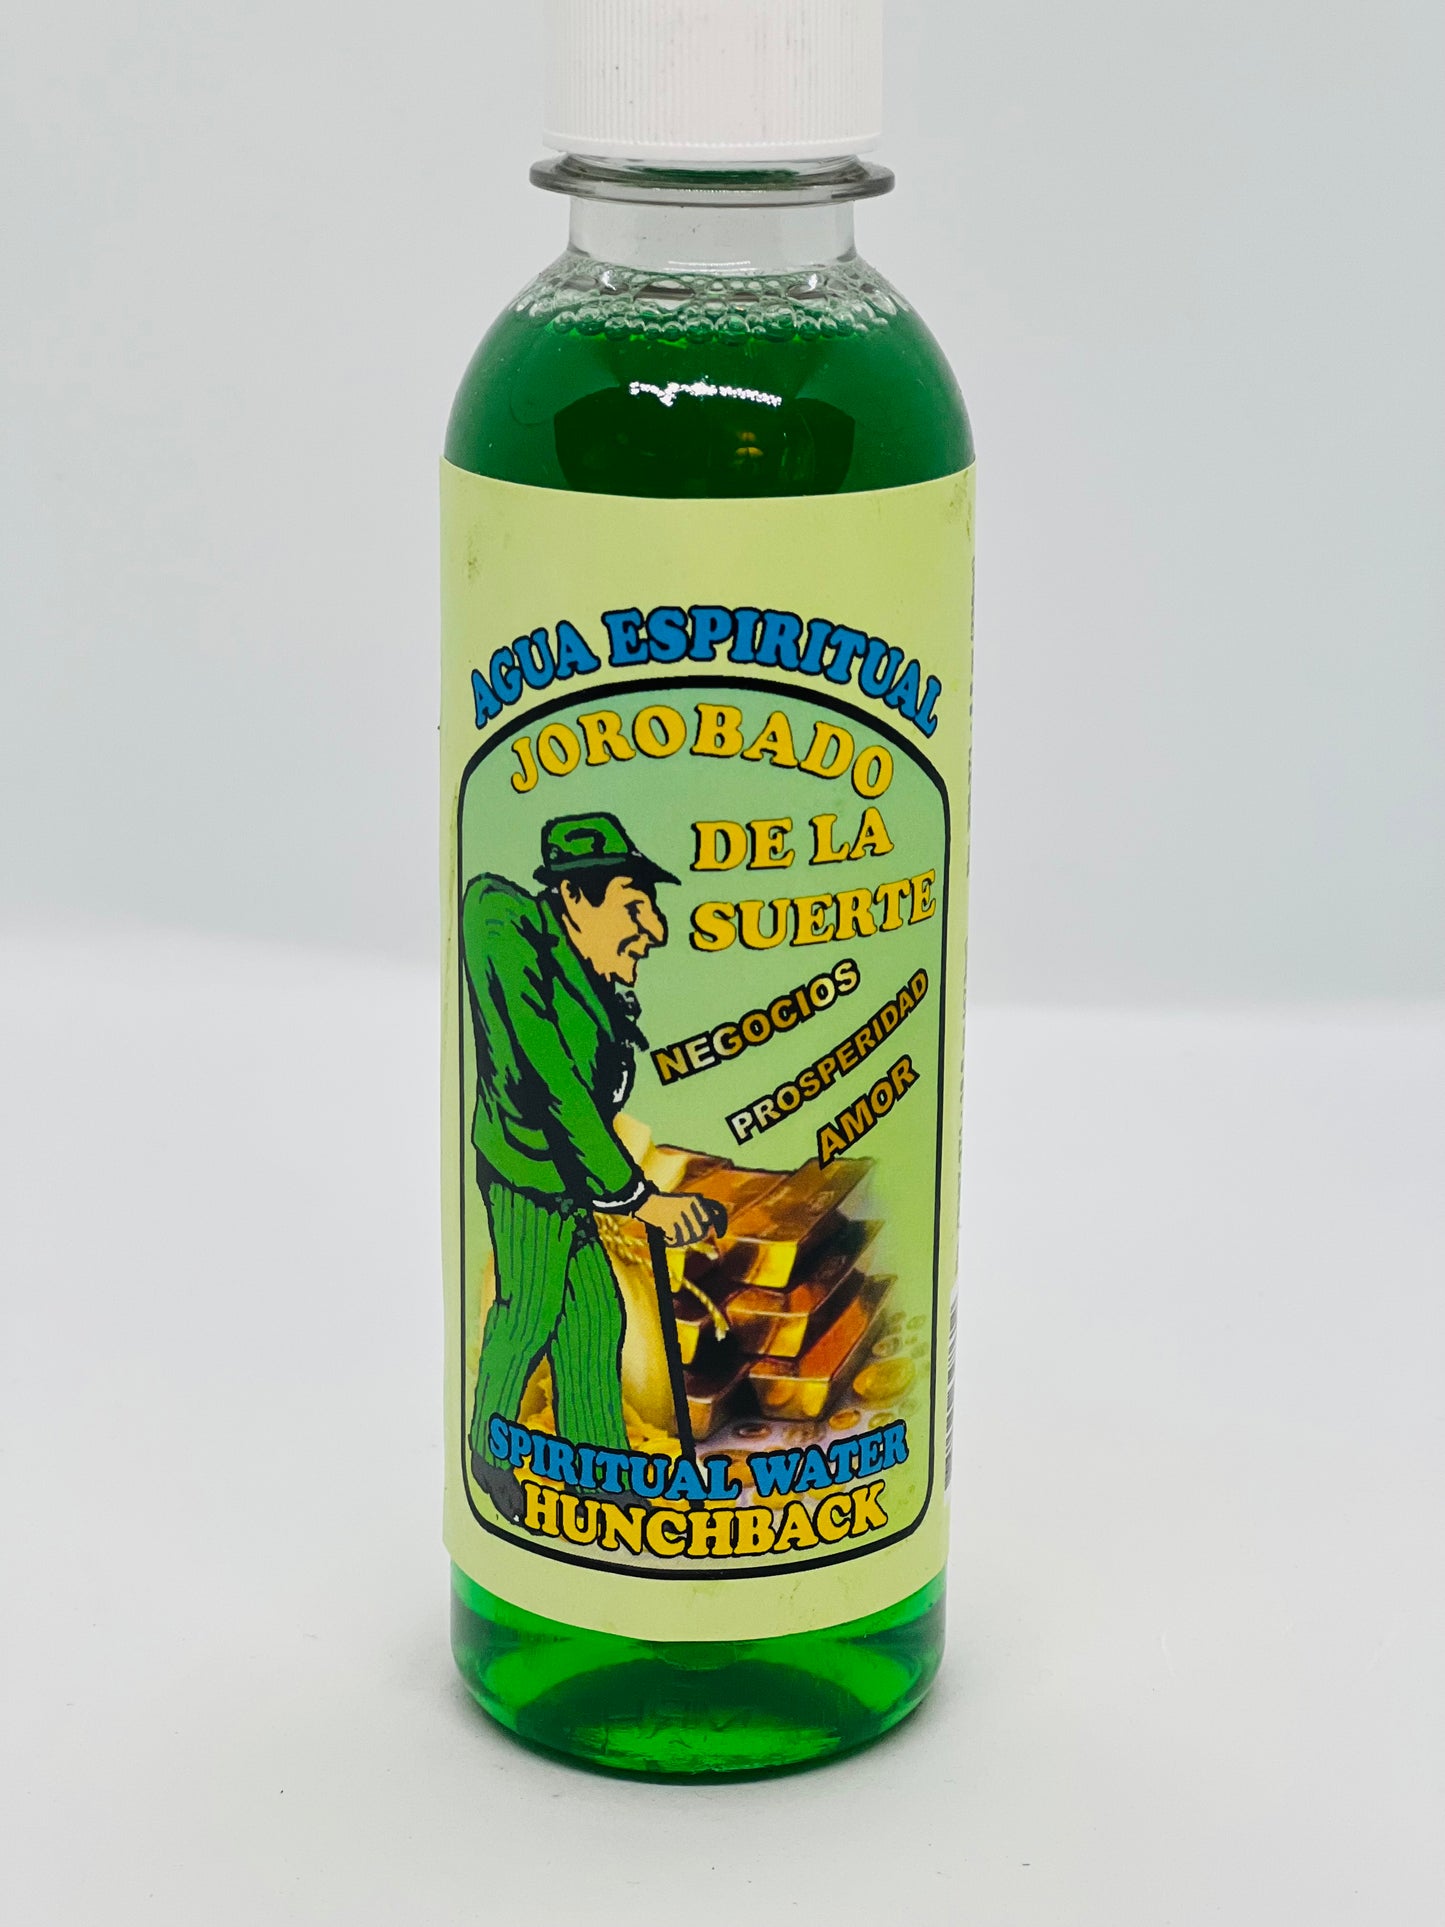 AGUA ESPIRITUAL
JOROBADO
DE LA
SUERTE
NEGOCIOS
PROSPERIDAD
AMOR
SPIRITUAL WATER
HUNCHBACK